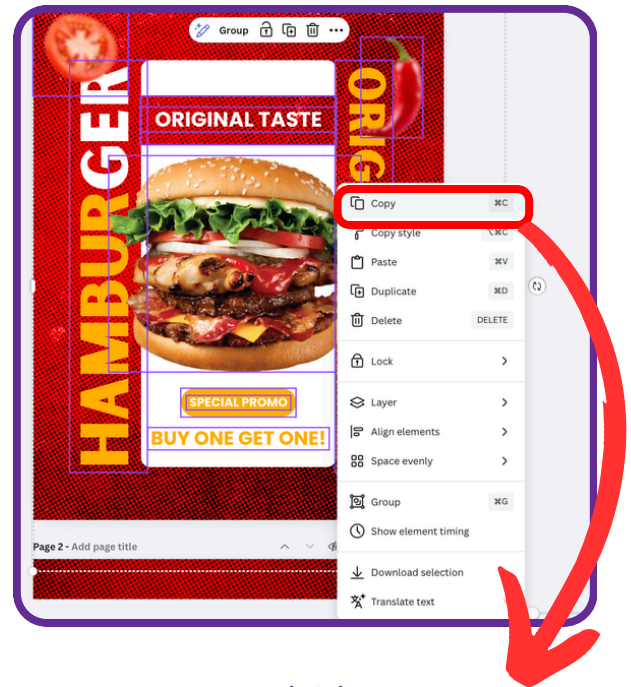 Group
HAMBURGER
ORIGINAL TASTE
ORIG
Copy ⌘C
Copy style ⌥⌘C
Paste ⌘V
Duplicate ⌘D
Delete DELETE
Lock
Layer
Align elements
Space evenly
Group ⌘G
Show element timing
Download selection
Translate text
SPECIAL PROMO
BUY ONE GET ONE!
Page 2 - Add page title